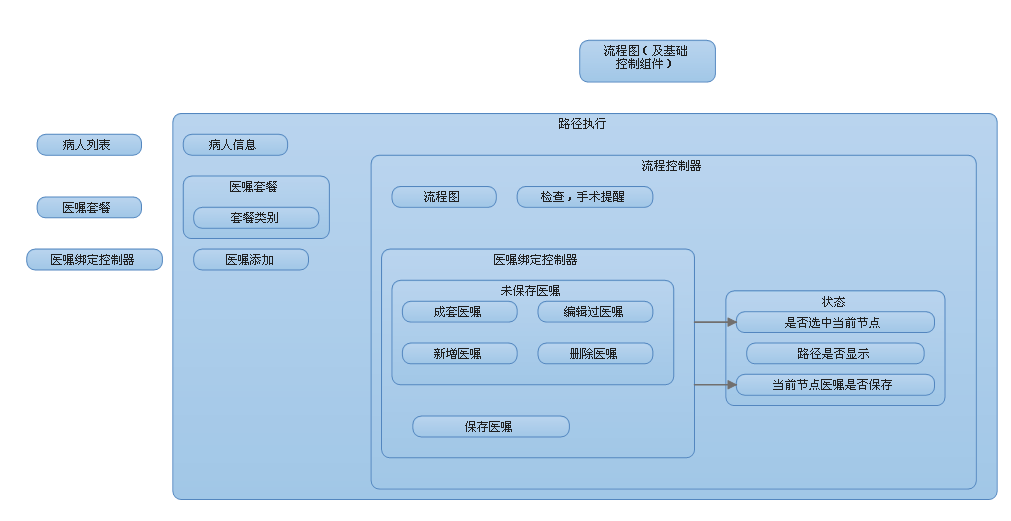 流程图（及基础
控制组件）
路径执行
病人列表
病人信息
流程控制器
医嘱套餐
流程图
检查，手术提醒
医嘱套餐
套餐类别
医嘱绑定控制器
医嘱添加
医嘱绑定控制器
未保存医嘱
状态
成套医嘱
编辑过医嘱
是否选中当前节点
新增医嘱
删除医嘱
路径是否显示
当前节点医嘱是否保存
保存医嘱